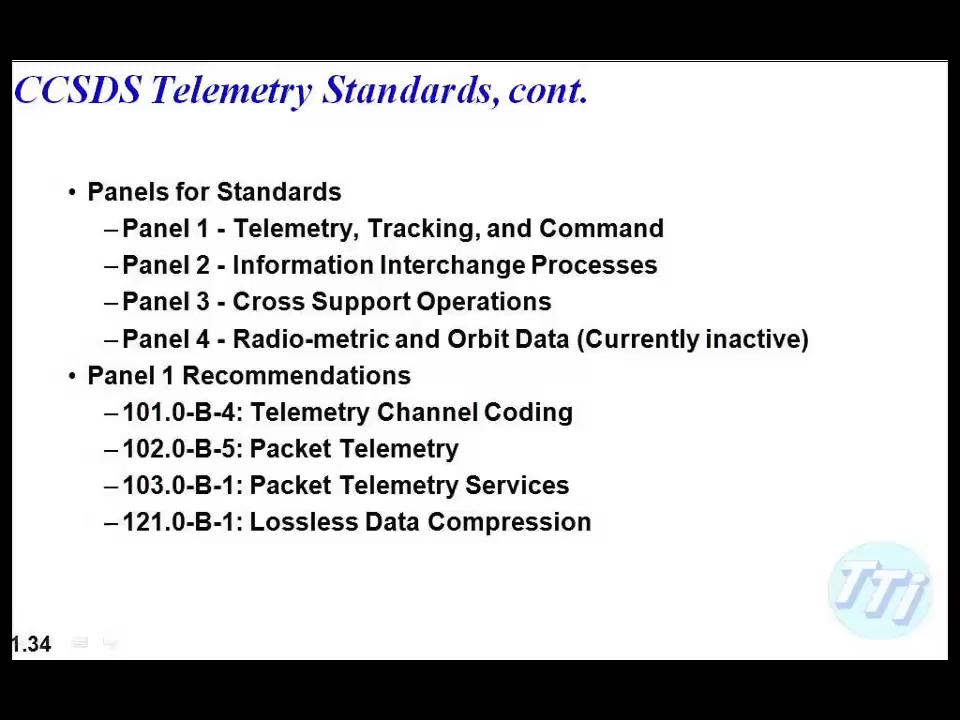 CCSDS Telemetry Standards, cont.
• Panels for Standards
–Panel 1 - Telemetry, Tracking, and Command
–Panel 2 - Information Interchange Processes
–Panel 3 - Cross Support Operations
–Panel 4 - Radio-metric and Orbit Data (Currently inactive)
• Panel 1 Recommendations
–101.0-B-4: Telemetry Channel Coding
–102.0-B-5: Packet Telemetry
–103.0-B-1: Packet Telemetry Services
–121.0-B-1: Lossless Data Compression
TTi
1.34